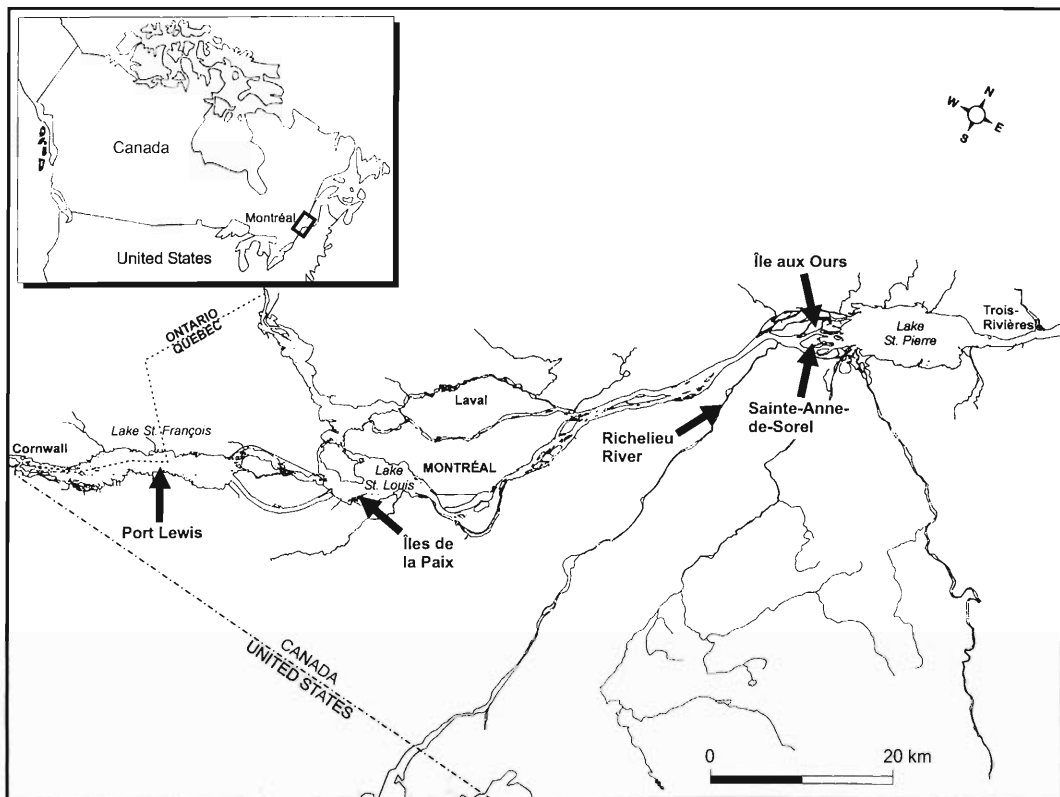 Canada
Montréal
United States
N
W
E
S
Île aux Ours
Trois-
Rivières
Lake
St. Pierre
ONTARIO
QUEBEC
Laval
Sainte-Anne-
de-Sorel
Richelieu
River
Lake St. François
Cornwall
MONTRÉAL
Lake
St. Louis
Port Lewis
Îles de
la Paix
CANADA
UNITED STATES
0 20 km